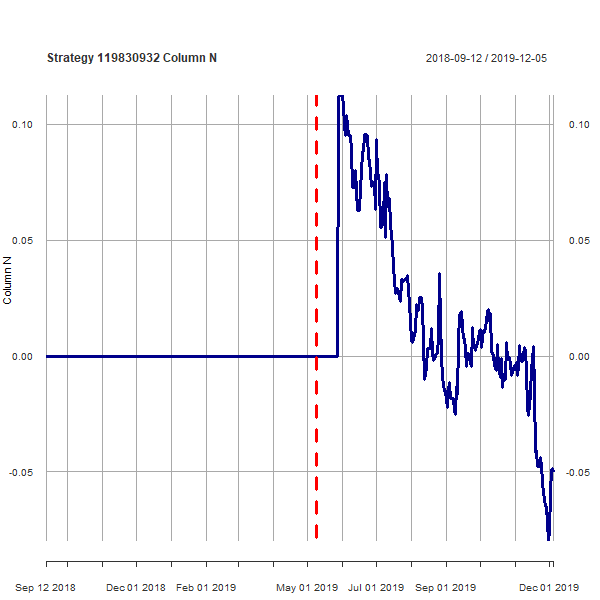 Strategy 119830932 Column N 2018-09-12 / 2019-12-05
0.10 0.10
0.05 0.05
Column N
0.00 0.00
-0.05 -0.05
Sep 12 2018 Dec 01 2018 Feb 01 2019 May 01 2019 Jul 01 2019 Sep 01 2019 Dec 01 2019